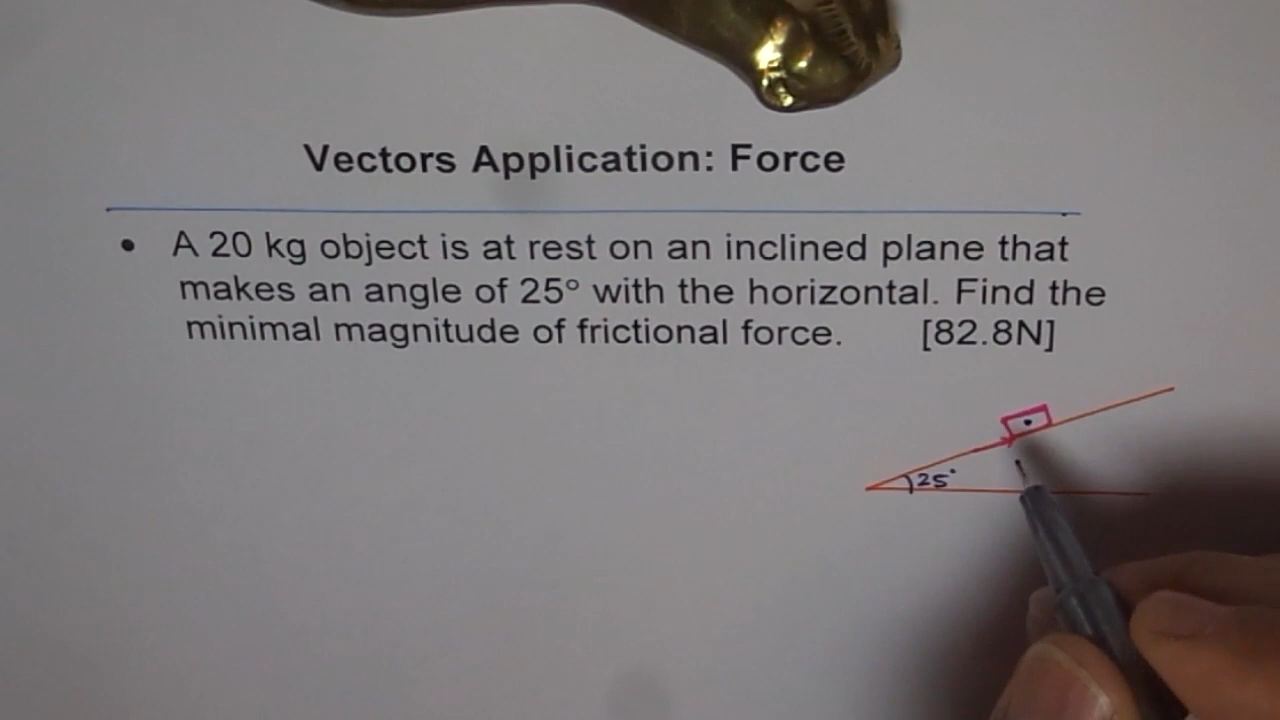 Vectors Application: Force
• A 20 kg object is at rest on an inclined plane that
makes an angle of 25° with the horizontal. Find the
minimal magnitude of frictional force. [82.8N]
25°